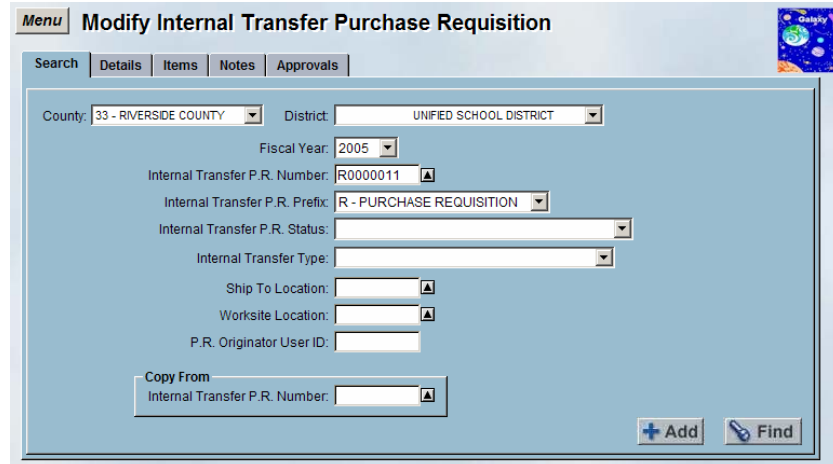 Menu Modify Internal Transfer Purchase Requisition
Galaxy
Search Details Items Notes Approvals
County: 33 - RIVERSIDE COUNTY District: UNIFIED SCHOOL DISTRICT
Fiscal Year: 2005
Internal Transfer P.R. Number: R0000011
Internal Transfer P.R. Prefix: R - PURCHASE REQUISITION
Internal Transfer P.R. Status:
Internal Transfer Type:
Ship To Location:
Worksite Location:
P.R. Originator User ID:
Copy From
Internal Transfer P.R. Number:
Add Find